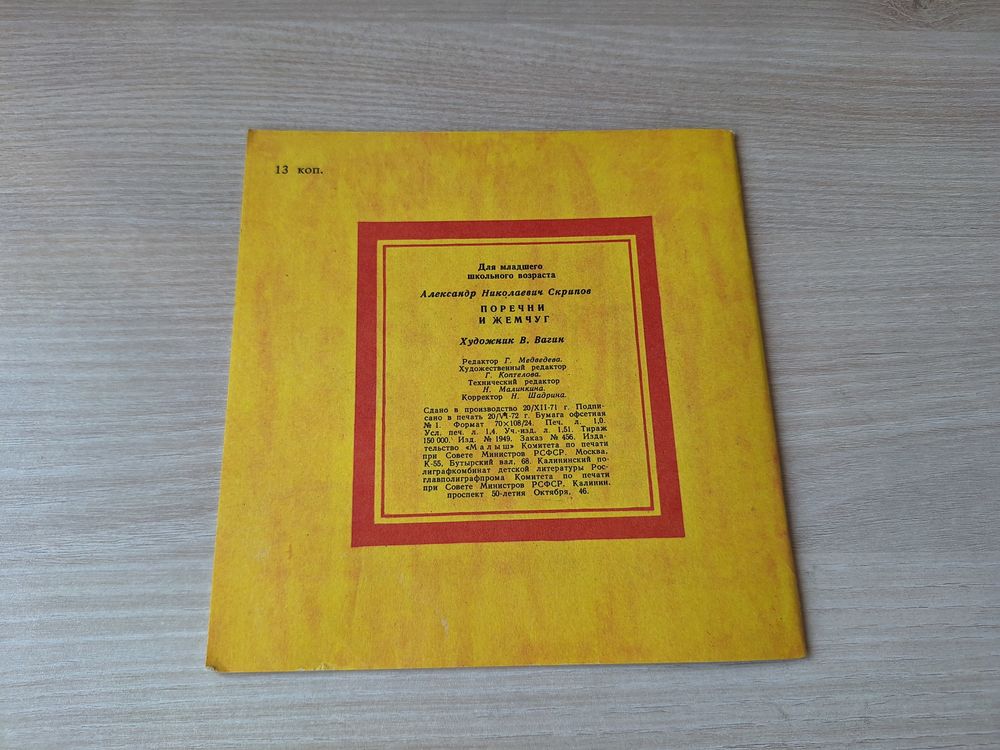 13 коп.
Для младшего
школьного возраста
Александр Николаевич Скрипов
ПОРЕЧНИ
И ЖЕМЧУГ
Художник В. Вагин
Редактор Г. Медведева.
Художественный редактор
Г. Коптелова.
Технический редактор
Н. Малинкина.
Корректор Н. Шадрина.
Сдано в производство 20/XII-71 г. Подпи-
сано в печать 20/VI-72 г. Бумага офсетная
№ 1. Формат 70×108/24. Печ. л. 1,0.
Усл. печ. л. 1,4. Уч.-изд. л. 1,51. Тираж
150 000. Изд. № 1949. Заказ № 456. Изда-
тельство «Малыш» Комитета по печати
при Совете Министров РСФСР. Москва,
К-55, Бутырский вал, 68. Калининский по-
лиграфкомбинат детской литературы Рос-
главполиграфпрома Комитета по печати
при Совете Министров РСФСР. Калинин,
проспект 50-летия Октября, 46.